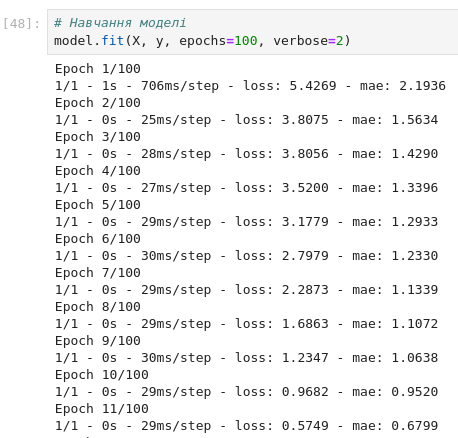 [48]: # Навчання моделі
model.fit(X, y, epochs=100, verbose=2)
Epoch 1/100
1/1 - 1s - 706ms/step - loss: 5.4269 - mae: 2.1936
Epoch 2/100
1/1 - 0s - 25ms/step - loss: 3.8075 - mae: 1.5634
Epoch 3/100
1/1 - 0s - 28ms/step - loss: 3.8056 - mae: 1.4290
Epoch 4/100
1/1 - 0s - 27ms/step - loss: 3.5200 - mae: 1.3396
Epoch 5/100
1/1 - 0s - 29ms/step - loss: 3.1779 - mae: 1.2933
Epoch 6/100
1/1 - 0s - 30ms/step - loss: 2.7979 - mae: 1.2330
Epoch 7/100
1/1 - 0s - 29ms/step - loss: 2.2873 - mae: 1.1339
Epoch 8/100
1/1 - 0s - 29ms/step - loss: 1.6863 - mae: 1.1072
Epoch 9/100
1/1 - 0s - 30ms/step - loss: 1.2347 - mae: 1.0638
Epoch 10/100
1/1 - 0s - 29ms/step - loss: 0.9682 - mae: 0.9520
Epoch 11/100
1/1 - 0s - 29ms/step - loss: 0.5749 - mae: 0.6799